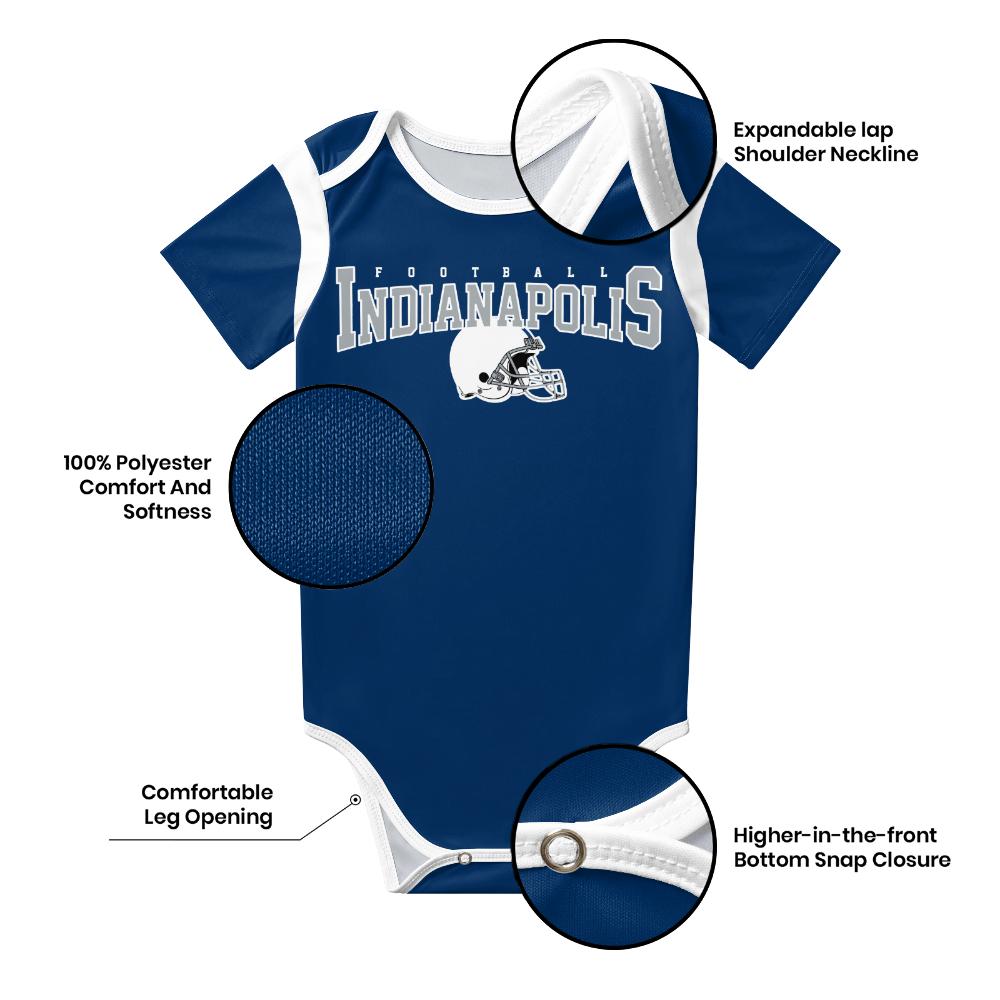 Expandable lap
Shoulder Neckline
FOOTBALL
INDIANAPOLIS
100% Polyester
Comfort And
Softness
Comfortable
Leg Opening
Higher-in-the-front
Bottom Snap Closure